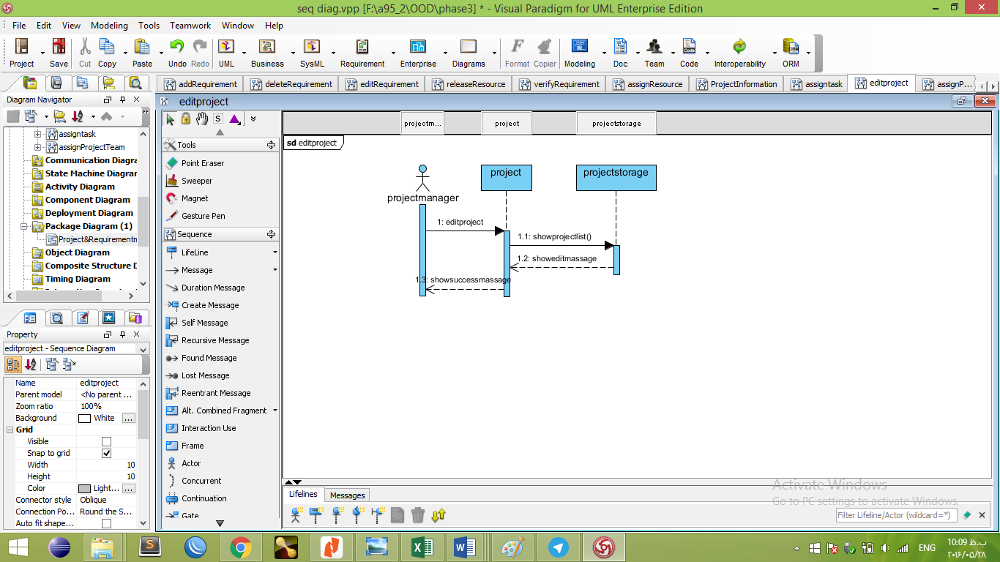 seq diag.vpp [F:\a95_2\OOD\phase3] * - Visual Paradigm for UML Enterprise Edition
File Edit View Modeling Tools Teamwork Window Help
Project Save Cut Copy Paste Undo Redo UML Business SysML Requirement Enterprise Diagrams Format Copier Modeling Doc Team Code Interoperability ORM
addRequirement deleteRequirement editRequirement releaseResource verifyRequirement assignResource ProjectInformation assigntask editproject assignP...
Diagram Navigator
assigntask
assignProjectTeam
Communication Diagra
State Machine Diagrar
Activity Diagram
Component Diagram
Deployment Diagram
Package Diagram (1)
Project&Requirementn
Object Diagram
Composite Structure D
Timing Diagram
Property
editproject - Sequence Diagram
Name editproject
Parent model <No parent ...
Zoom ratio 100%
Background White ...
Grid
Visible
Snap to grid
Width 10
Height 10
Color Light... ...
Connector style Oblique
Connection Po... Round the S...
Auto fit shape...
editproject
S
Tools
Point Eraser
Sweeper
Magnet
Gesture Pen
Sequence
LifeLine
Message
Duration Message
Create Message
Self Message
Recursive Message
Found Message
Lost Message
Reentrant Message
Alt. Combined Fragment
Interaction Use
Frame
Actor
Concurrent
Continuation
Gate
projectm... project projectstorage
sd editproject
project projectstorage
projectmanager
1: editproject
1.1: showprojectlist()
1.2: showeditmassage
1.3: showsuccessmassage
Activate Windows
Go to PC settings to activate Windows.
Lifelines Messages
Filter Lifeline/Actor (wildcard=*)
ENG
10:09 ب.ظ
۲۰۱۶/۰۵/۲۸